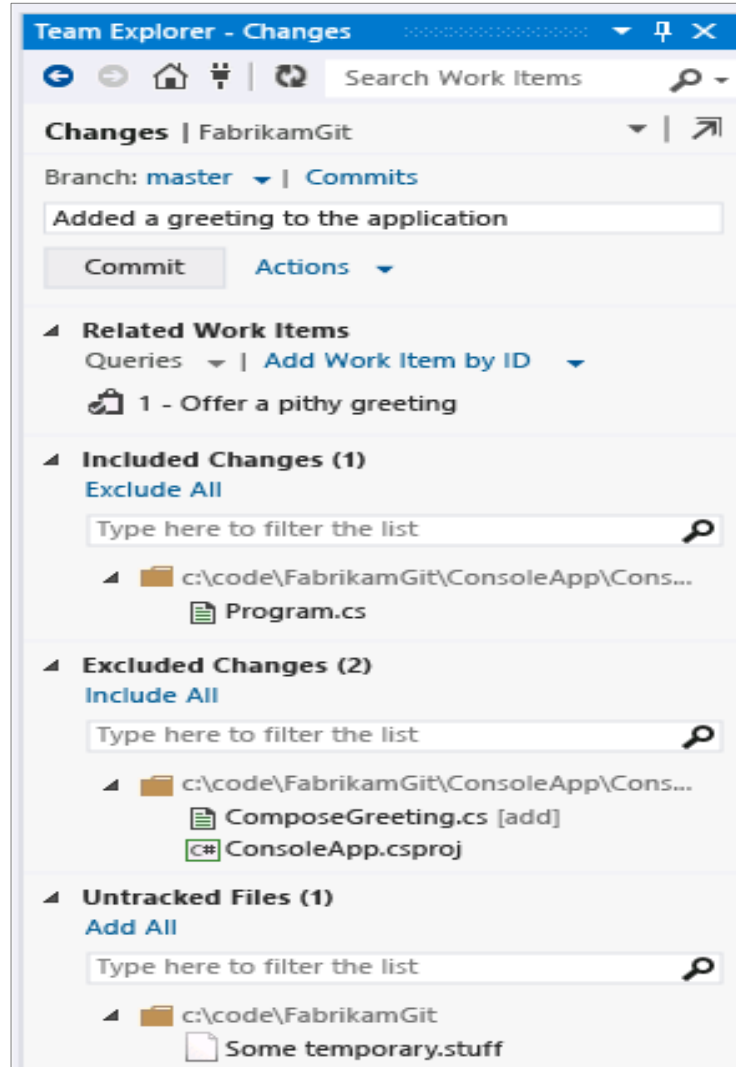 Team Explorer - Changes
Search Work Items
Changes | FabrikamGit
Branch: master | Commits
Added a greeting to the application
Commit Actions
Related Work Items
Queries | Add Work Item by ID
1 - Offer a pithy greeting
Included Changes (1)
Exclude All
Type here to filter the list
c:\code\FabrikamGit\ConsoleApp\Cons...
Program.cs
Excluded Changes (2)
Include All
Type here to filter the list
c:\code\FabrikamGit\ConsoleApp\Cons...
ComposeGreeting.cs [add]
C# ConsoleApp.csproj
Untracked Files (1)
Add All
Type here to filter the list
c:\code\FabrikamGit
Some temporary.stuff